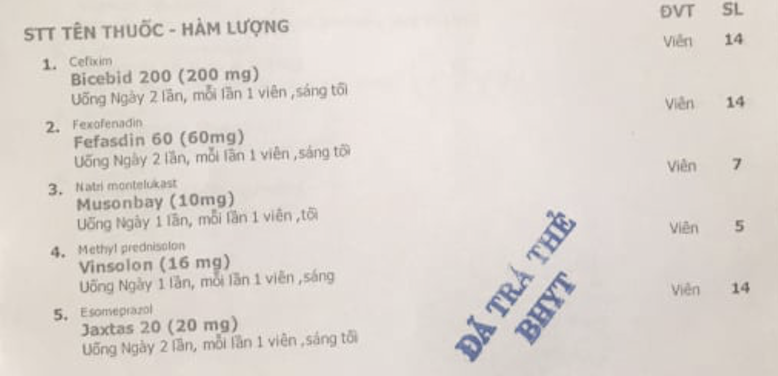 STT TÊN THUỐC - HÀM LƯỢNG ĐVT SL
1. Cefixim Viên 14
Bicebid 200 (200 mg)
Uống Ngày 2 lần, mỗi lần 1 viên ,sáng tối
2. Fexofenadin Viên 14
Fefasdin 60 (60mg)
Uống Ngày 2 lần, mỗi lần 1 viên ,sáng tối
3. Natri montelukast Viên 7
Musonbay (10mg)
Uống Ngày 1 lần, mỗi lần 1 viên ,tối
4. Methyl prednisolon Viên 5
Vinsolon (16 mg)
Uống Ngày 1 lần, mỗi lần 1 viên ,sáng
5. Esomeprazol Viên 14
Jaxtas 20 (20 mg)
Uống Ngày 2 lần, mỗi lần 1 viên ,sáng tối
ĐÃ TRẢ THẺ
BHYT